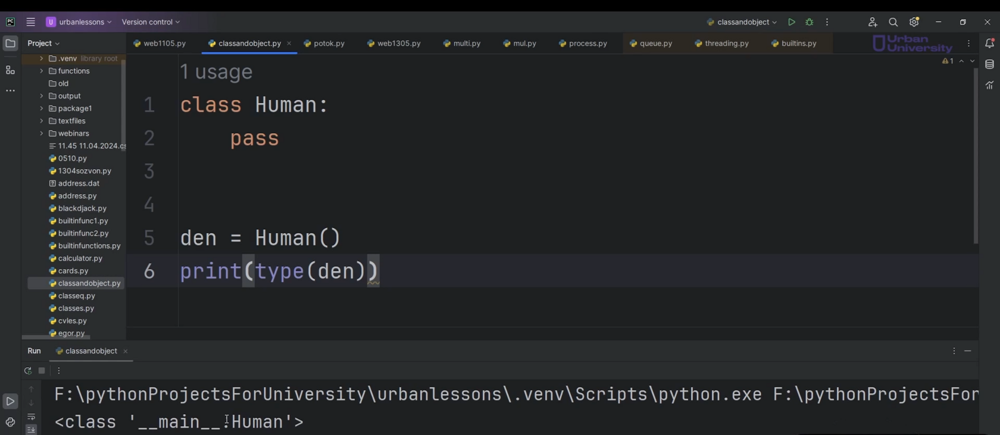 PC
U urbanlessons Version control classandobject
Project web1105.py classandobject.py potok.py web1305.py multi.py mul.py process.py queue.py threading.py builtins.py Urban University
.venv library root
functions
old
output
package1
textfiles
webinars
11.45 11.04.2024.cs
0510.py
1304sozvon.py
address.dat
address.py
blackdjack.py
builtinfunc1.py
builtinfunc2.py
builtinfunctions.py
calculator.py
cards.py
classandobject.py
classeq.py
classes.py
cvles.py
egor.py
1
1 usage
1 class Human:
2 pass
3
4
5 den = Human()
6 print(type(den))
Run classandobject
F:\pythonProjectsForUniversity\urbanlessons\.venv\Scripts\python.exe F:\pythonProjectsFor
<class '__main__.Human'>